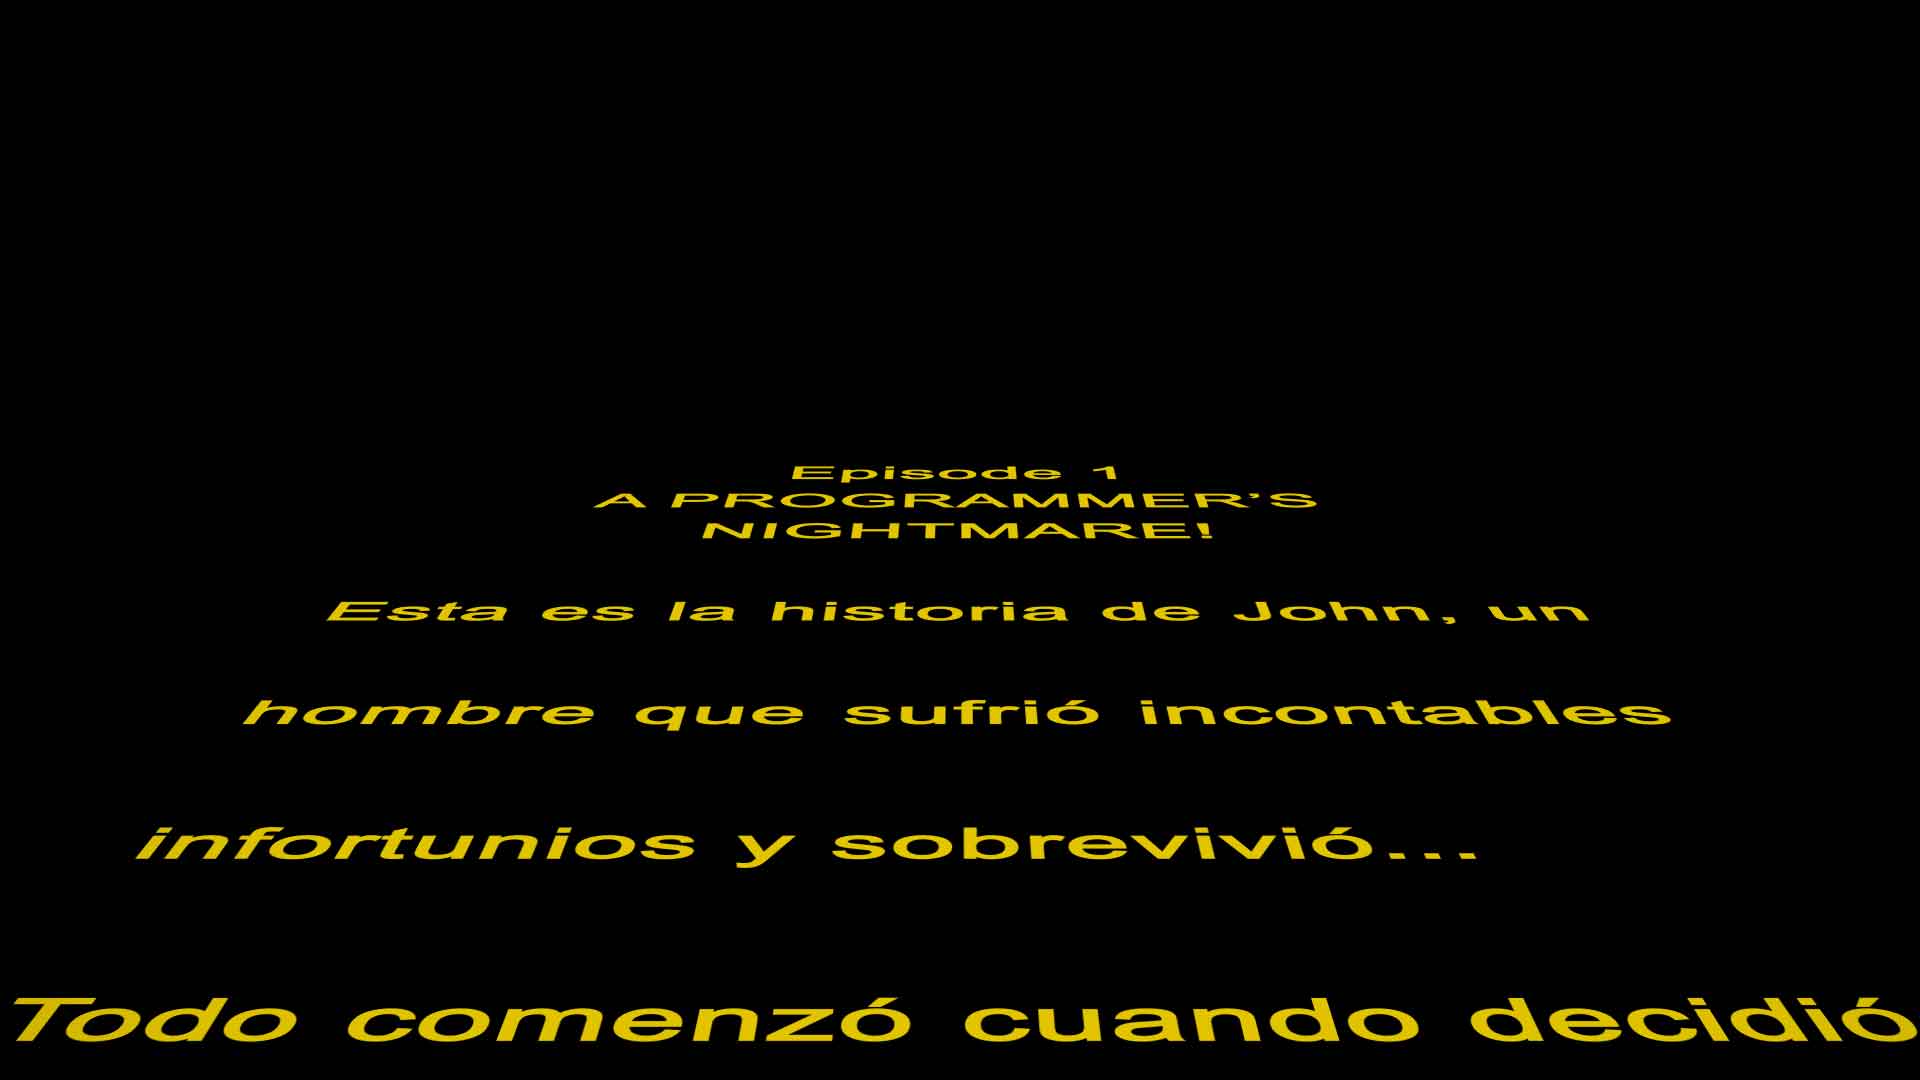 Episode 1
A PROGRAMMER'S
NIGHTMARE!
Esta es la historia de John, un
hombre que sufrió incontables
infortunios y sobrevivió...
Todo comenzó cuando decidió